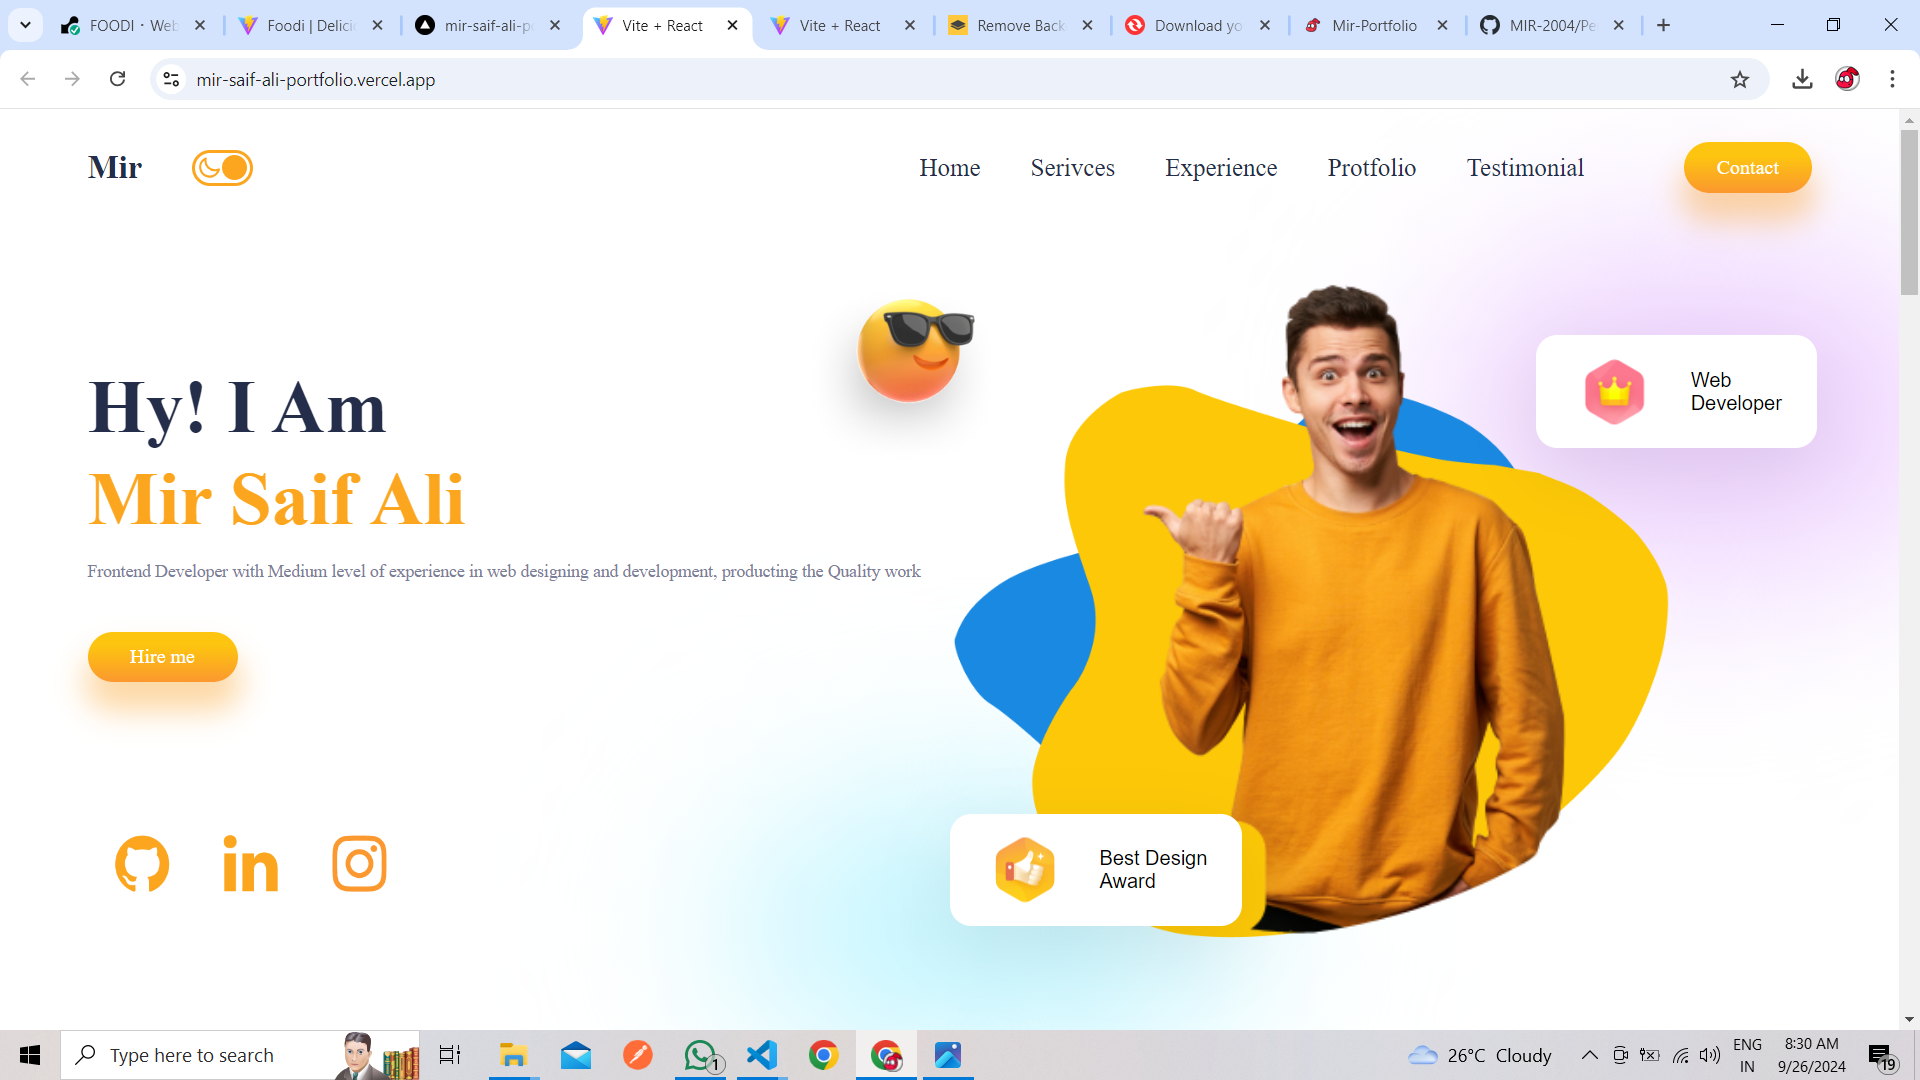 FOODI · Web
Foodi | Delici
mir-saif-ali-po
Vite + React
Vite + React
Remove Back
Download yo
Mir-Portfolio
MIR-2004/Pe
mir-saif-ali-portfolio.vercel.app
Mir
Home
Serivces
Experience
Protfolio
Testimonial
Contact
Hy! I Am
Mir Saif Ali
Frontend Developer with Medium level of experience in web designing and development, producting the Quality work
Hire me
Web
Developer
Best Design
Award
Type here to search
1
26°C Cloudy
ENG
IN
8:30 AM
9/26/2024
19